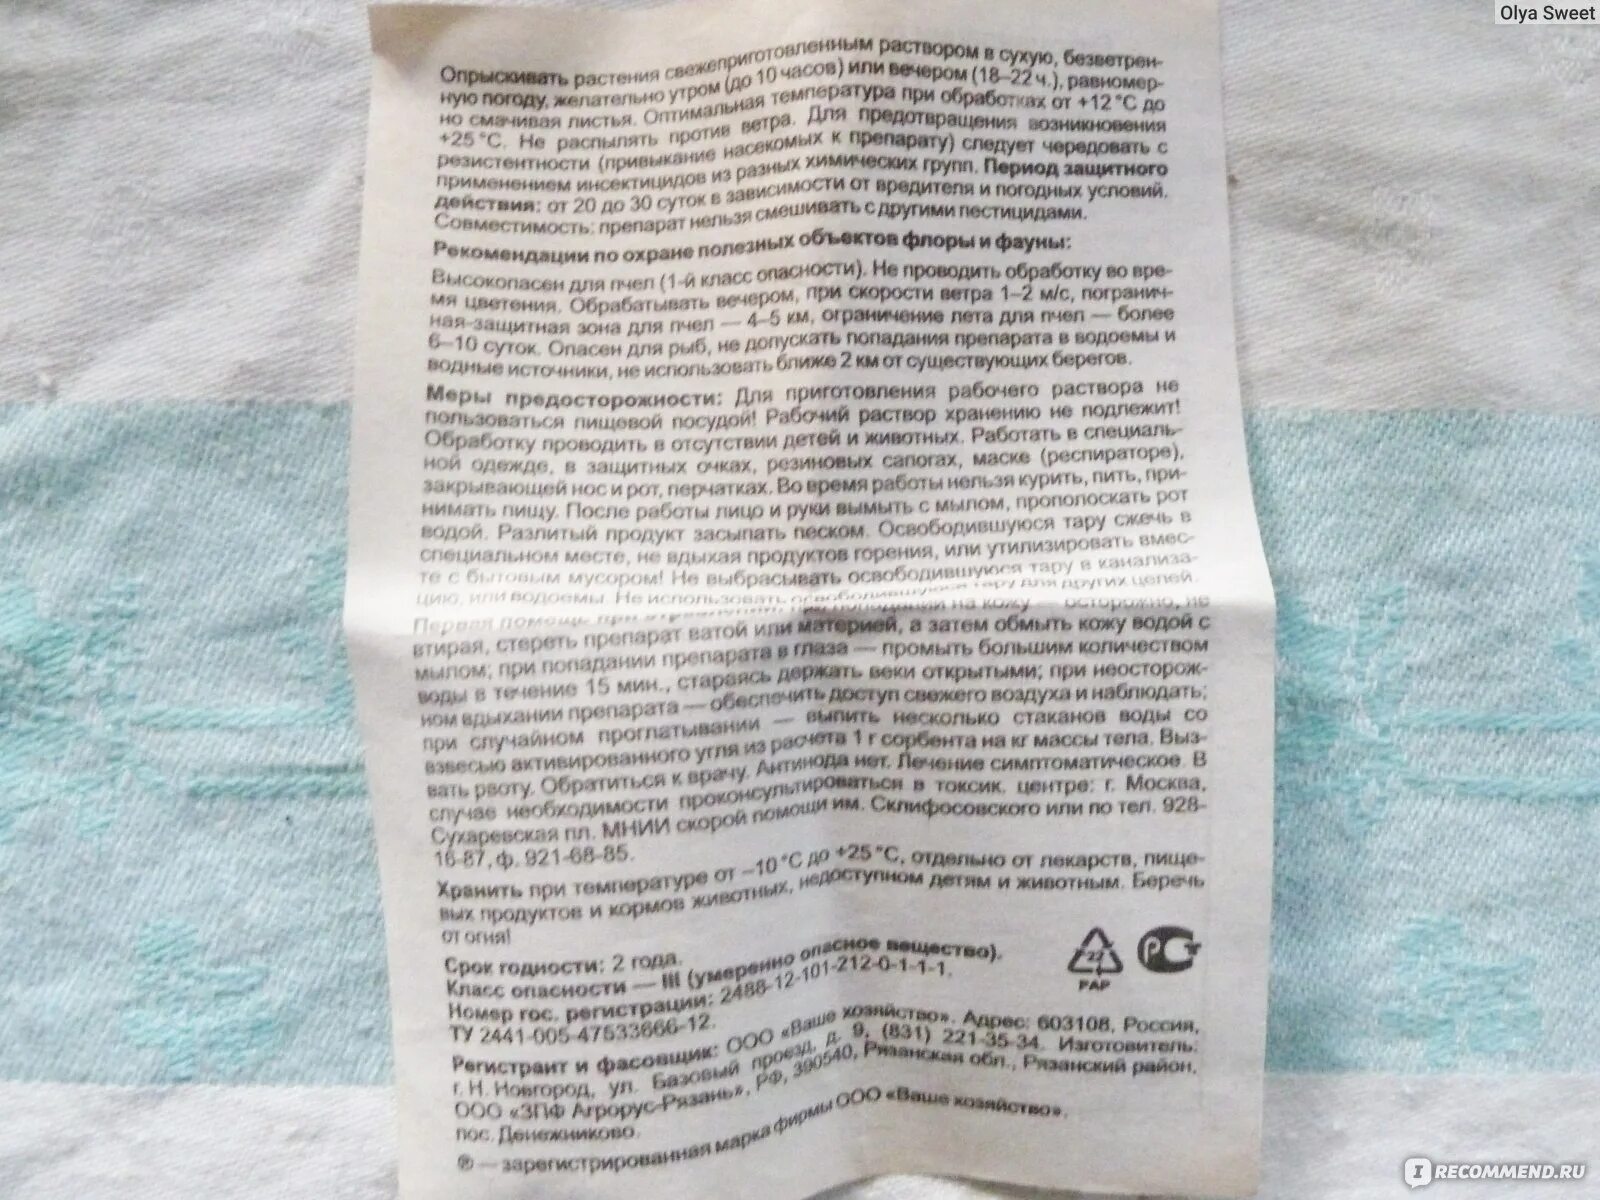 Olya Sweet
Опрыскивать растения свежеприготовленным раствором в сухую, безветрен-
ную погоду, желательно утром (до 10 часов) или вечером (18–22 ч.), равномер-
но смачивая листья. Оптимальная температура при обработках от +12 °С до
+25 °С. Не распылять против ветра. Для предотвращения возникновения
резистентности (привыкание насекомых к препарату) следует чередовать с
применением инсектицидов из разных химических групп. Период защитного
действия: от 20 до 30 суток в зависимости от вредителя и погодных условий.
Совместимость: препарат нельзя смешивать с другими пестицидами.
Рекомендации по охране полезных объектов флоры и фауны:
Высокопасен для пчел (1-й класс опасности). Не проводить обработку во вре-
мя цветения. Обрабатывать вечером, при скорости ветра 1–2 м/с, погранич-
ная-защитная зона для пчел — 4–5 км, ограничение лета для пчел — более
6–10 суток. Опасен для рыб, не допускать попадания препарата в водоемы и
водные источники, не использовать ближе 2 км от существующих берегов.
Меры предосторожности: Для приготовления рабочего раствора не
пользоваться пищевой посудой! Рабочий раствор хранению не подлежит!
Обработку проводить в отсутствии детей и животных. Работать в специаль-
ной одежде, в защитных очках, резиновых сапогах, маске (респираторе),
закрывающей нос и рот, перчатках. Во время работы нельзя курить, пить, при-
нимать пищу. После работы лицо и руки вымыть с мылом, прополоскать рот
водой. Разлитый продукт засыпать песком. Освободившуюся тару сжечь в
специальном месте, не вдыхая продуктов горения, или утилизировать вмес-
те с бытовым мусором! Не выбрасывать освободившуюся тару в канализа-
цию, или водоемы. Не использовать освободившуюся тару для других целей.
Первая помощь при отравлении: при попадании на кожу — осторожно, не
втирая, стереть препарат ватой или материей, а затем обмыть кожу водой с
мылом; при попадании препарата в глаза — промыть большим количеством
воды в течение 15 мин., стараясь держать веки открытыми; при неосторож-
ном вдыхании препарата — обеспечить доступ свежего воздуха и наблюдать;
при случайном проглатывании — выпить несколько стаканов воды со
взвесью активированного угля из расчета 1 г сорбента на кг массы тела. Выз-
вать рвоту. Обратиться к врачу. Антинода нет. Лечение симптоматическое. В
случае необходимости проконсультироваться в токсик. центре: г. Москва,
Сухаревская пл. МНИИ скорой помощи им. Склифосовского или по тел. 928-
16-87, ф. 921-68-85.
Хранить при температуре от –10 °С до +25 °С, отдельно от лекарств, пище-
вых продуктов и кормов животных, недоступном детям и животным. Беречь
от огня!
Срок годности: 2 года.
Класс опасности — III (умеренно опасное вещество).
Номер гос. регистрации: 2488-12-101-212-0-1-1-1.
ТУ 2441-005-47533666-12.
22
PAP
РСТ
Регистрант и фасовщик: ООО «Ваше хозяйство». Адрес: 603108, Россия,
г. Н. Новгород, ул. Базовый проезд, д. 9, (831) 221-35-34. Изготовитель:
ООО «ЗПФ Агрорус-Рязань», РФ, 390540, Рязанская обл., Рязанский район,
пос. Денежниково.
® — зарегистрированная марка фирмы ООО «Ваше хозяйство».
IRECOMMEND.RU